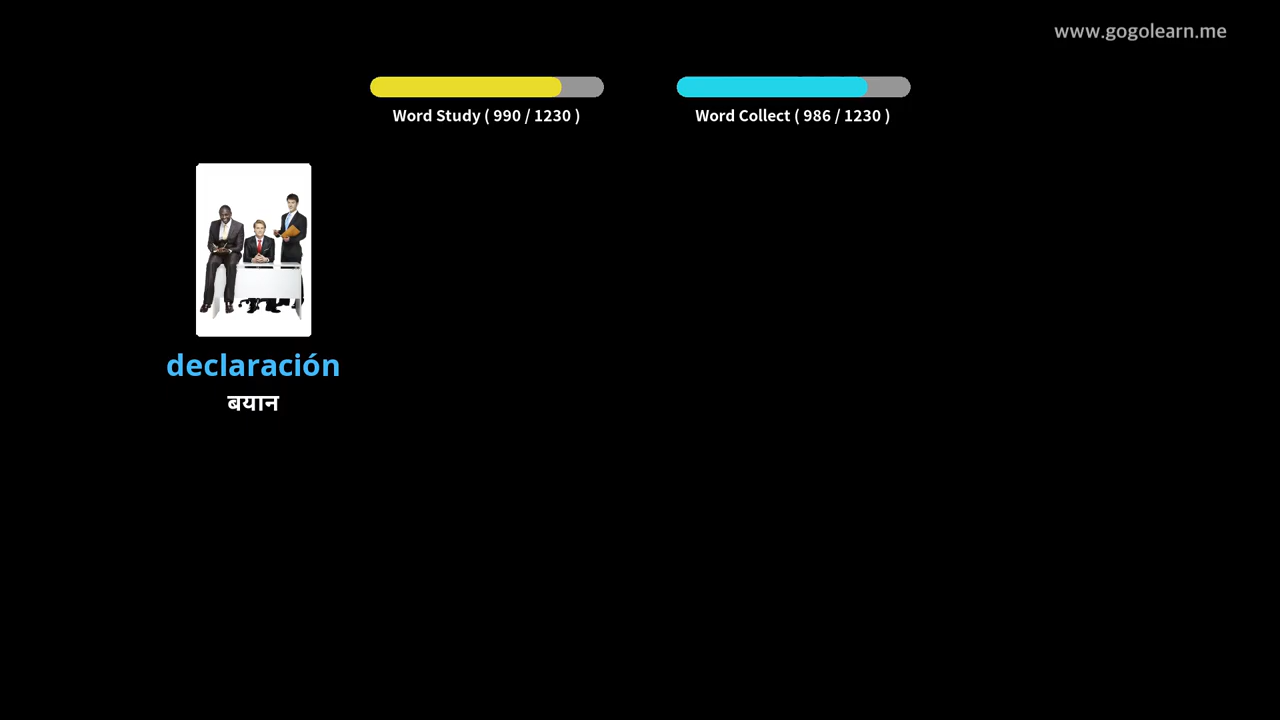 www.gogolearn.me
Word Study ( 990 / 1230 )
Word Collect ( 986 / 1230 )
declaración
बयान